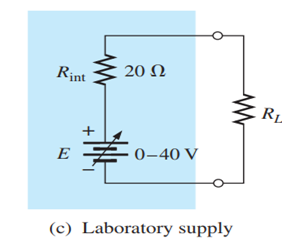 R_int 20 Ω
R_L
+
E 0–40 V
–
(c) Laboratory supply